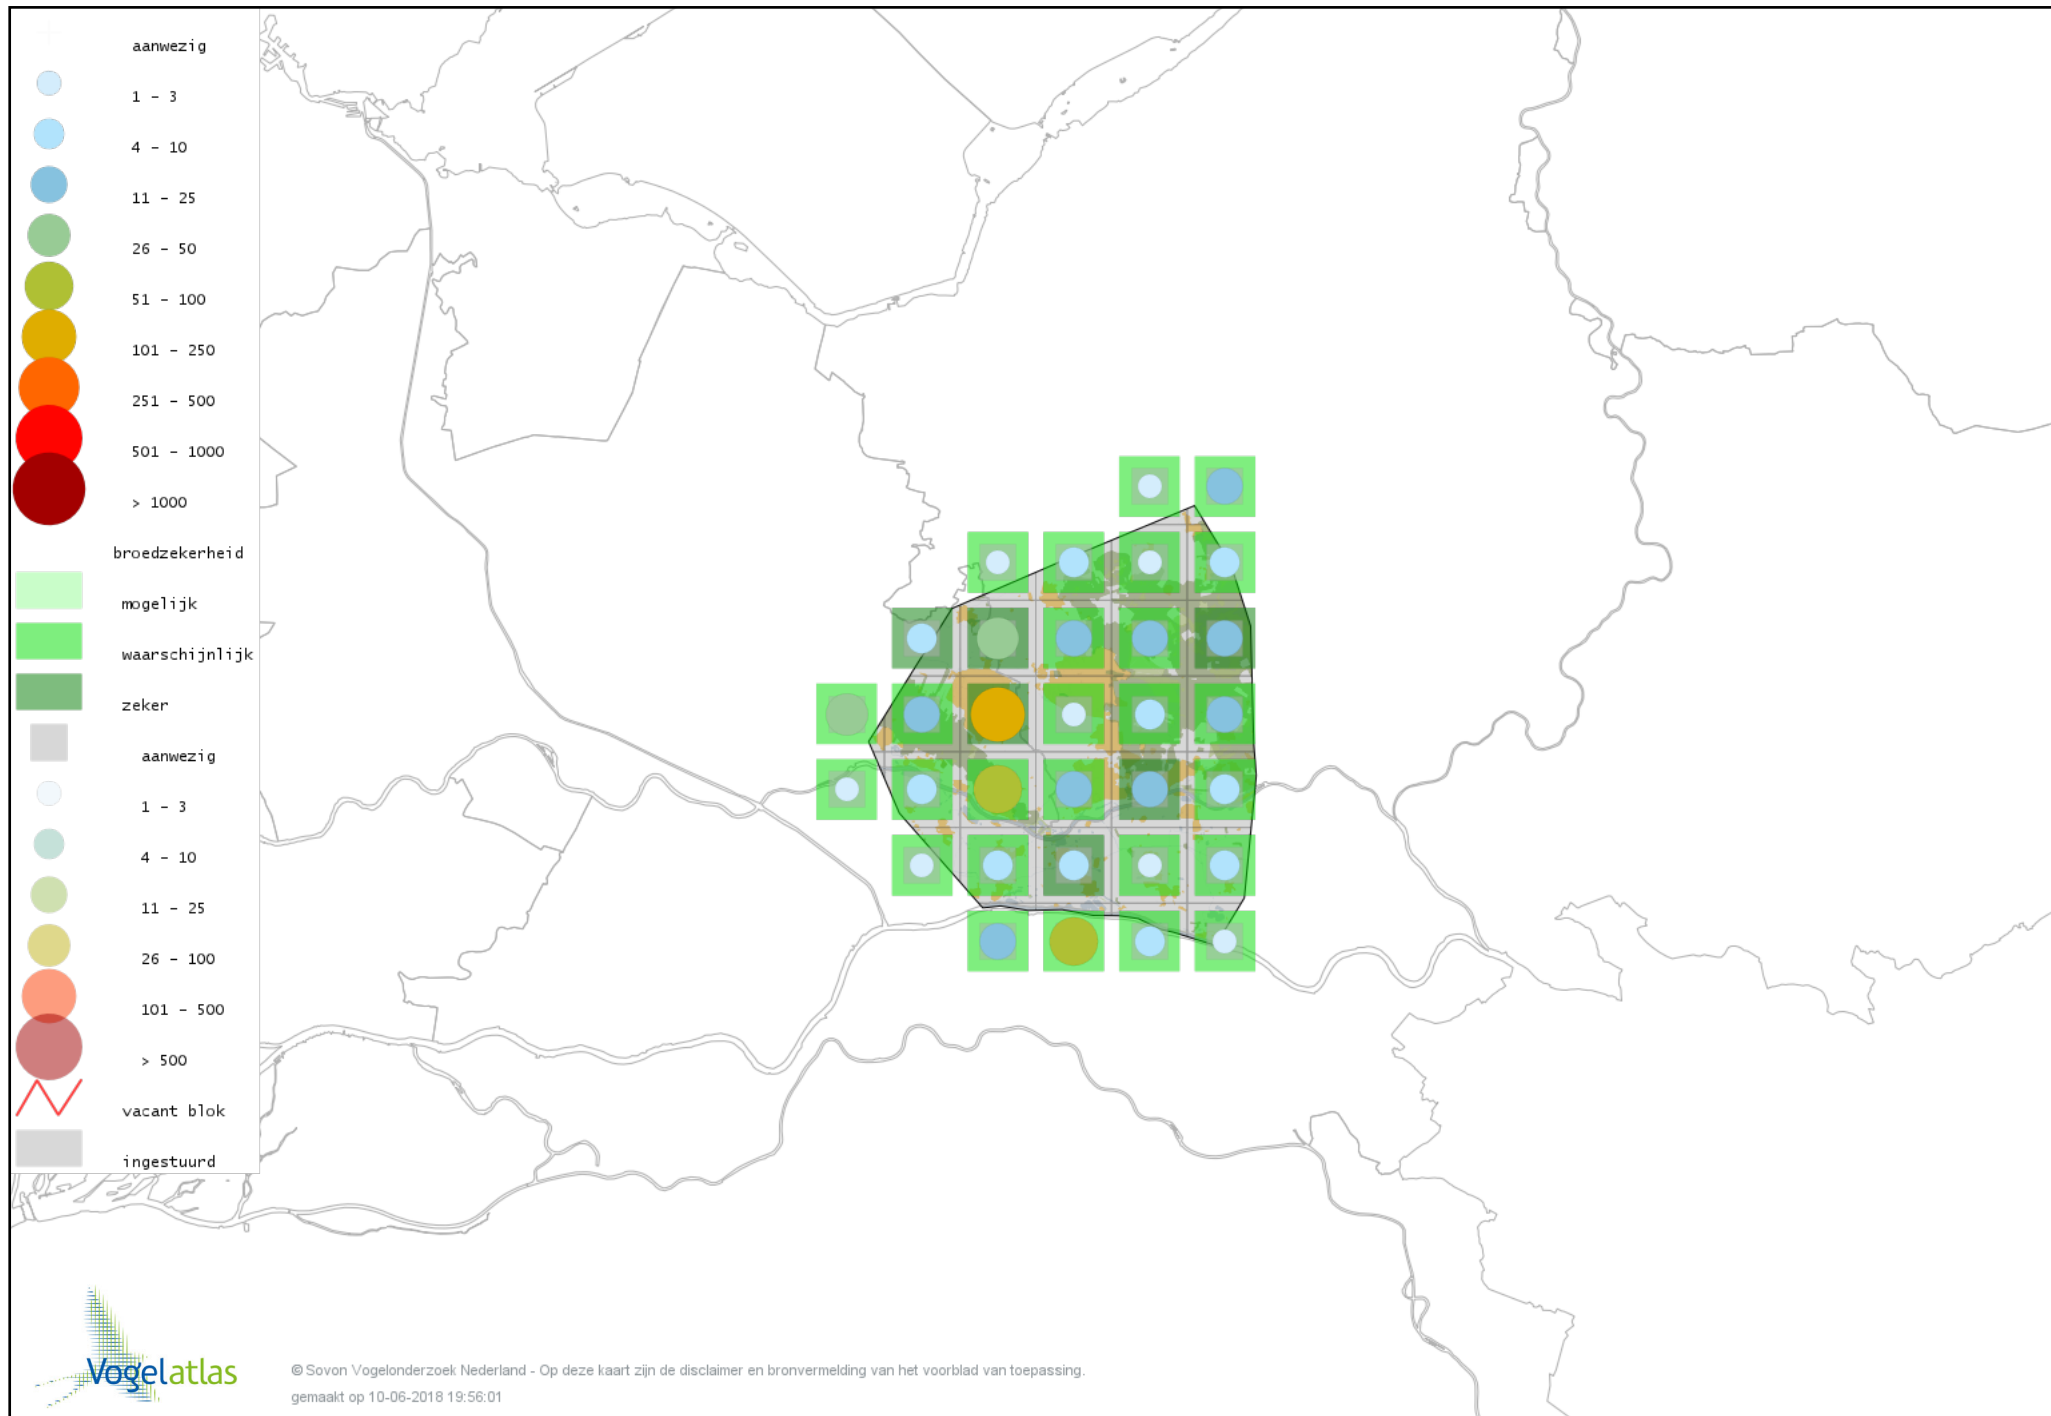 aanwezig
1 - 3
4 - 10
11 - 25
26 - 50
51 - 100
101 - 250
251 - 500
501 - 1000
> 1000
broedzekerheid
mogelijk
waarschijnlijk
zeker
aanwezig
1 - 3
4 - 10
11 - 25
26 - 100
101 - 500
> 500
vacant blok
ingestuurd
Vogelatlas
© Sovon Vogelonderzoek Nederland - Op deze kaart zijn de disclaimer en bronvermelding van het voorblad van toepassing.
gemaakt op 10-06-2018 19:56:01